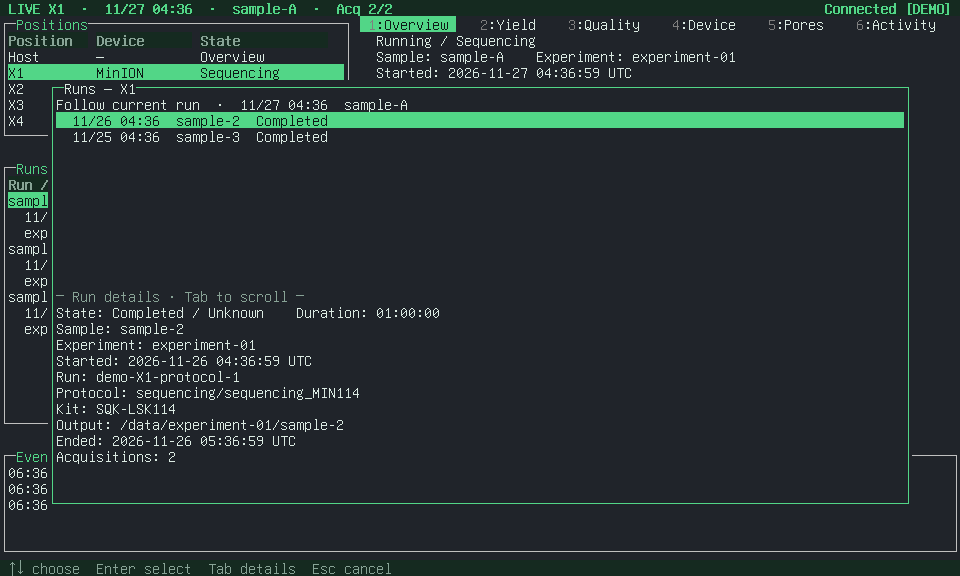 LIVE X1 · 11/27 04:36 · sample-A · Acq 2/2 Connected [DEMO]
Positions 1:Overview 2:Yield 3:Quality 4:Device 5:Pores 6:Activity
Position Device State Running / Sequencing
Host — Overview Sample: sample-A Experiment: experiment-01
X1 MinION Sequencing Started: 2026-11-27 04:36:59 UTC
X2 Runs — X1
X3 Follow current run · 11/27 04:36 sample-A
X4 11/26 04:36 sample-2 Completed
11/25 04:36 sample-3 Completed
Runs
Run /
sampl
11/
exp
sampl
11/
exp
sampl — Run details · Tab to scroll —
11/ State: Completed / Unknown Duration: 01:00:00
exp Sample: sample-2
Experiment: experiment-01
Started: 2026-11-26 04:36:59 UTC
Run: demo-X1-protocol-1
Protocol: sequencing/sequencing_MIN114
Kit: SQK-LSK114
Output: /data/experiment-01/sample-2
Ended: 2026-11-26 05:36:59 UTC
Even Acquisitions: 2
06:36
06:36
06:36
↑↓ choose Enter select Tab details Esc cancel